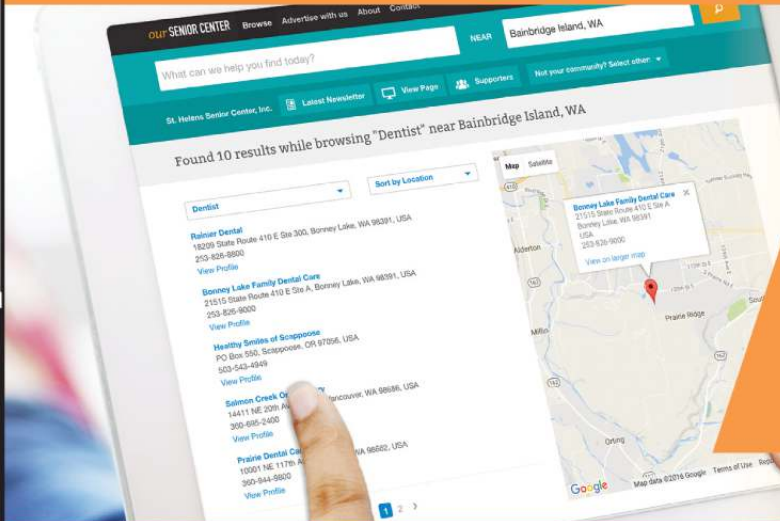 our SENIOR CENTER Browse Advertise with us About Contact
What can we help you find today?
NEAR
Bainbridge Island, WA
St. Helens Senior Center, Inc. Latest Newsletter View Page Supporters Not your community? Select other:
Found 10 results while browsing "Dentist" near Bainbridge Island, WA
Dentist
Sort by Location
Rainier Dental
18209 State Route 410 E Ste 300, Bonney Lake, WA 98391, USA
253-826-8800
View Profile
Bonney Lake Family Dental Care
21515 State Route 410 E Ste A, Bonney Lake, WA 98391, USA
253-826-9000
View Profile
Healthy Smiles of Scappoose
PO Box 550, Scappoose, OR 97056, USA
503-543-4949
View Profile
Salmon Creek
14411 NE 20th Vancouver, WA 98686, USA
360-695-2400
View Profile
Prairie Dental
10001 NE 117th WA 98662, USA
360-944-9800
View Profile
1 2
Map Satellite
410
Bonney Lake Family Dental Care
21515 State Route 410 E Ste A
Bonney Lake, WA 98391
USA
253-826-9000
View on larger map
Alderton
162
Prairie Ridge
Orting
Google Map data ©2016 Google Terms of Use